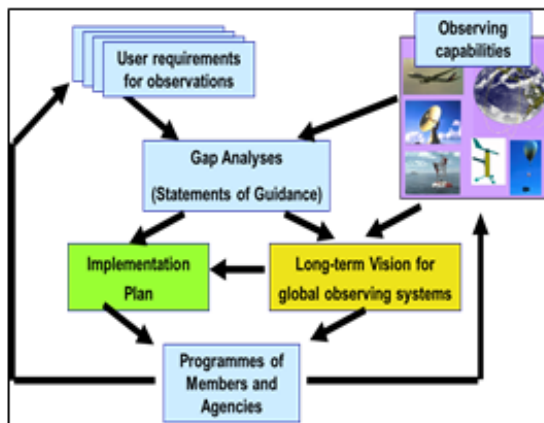 Observing
capabilities
User requirements
for observations
Gap Analyses
(Statements of Guidance)
Implementation
Plan
Long-term Vision for
global observing systems
Programmes of
Members and
Agencies